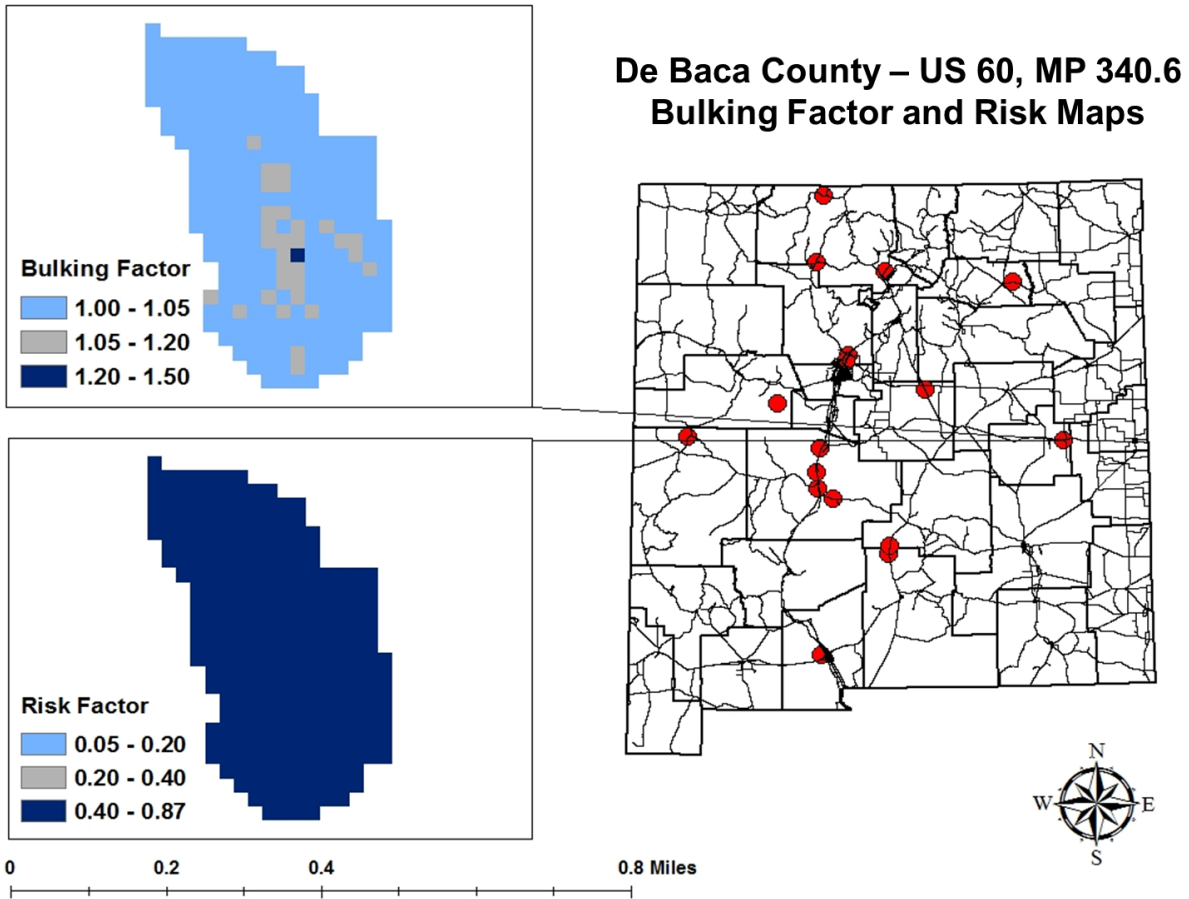 De Baca County – US 60, MP 340.6
Bulking Factor and Risk Maps
Bulking Factor
1.00 - 1.05
1.05 - 1.20
1.20 - 1.50
Risk Factor
0.05 - 0.20
0.20 - 0.40
0.40 - 0.87
0 0.2 0.4 0.8 Miles
N
W E
S